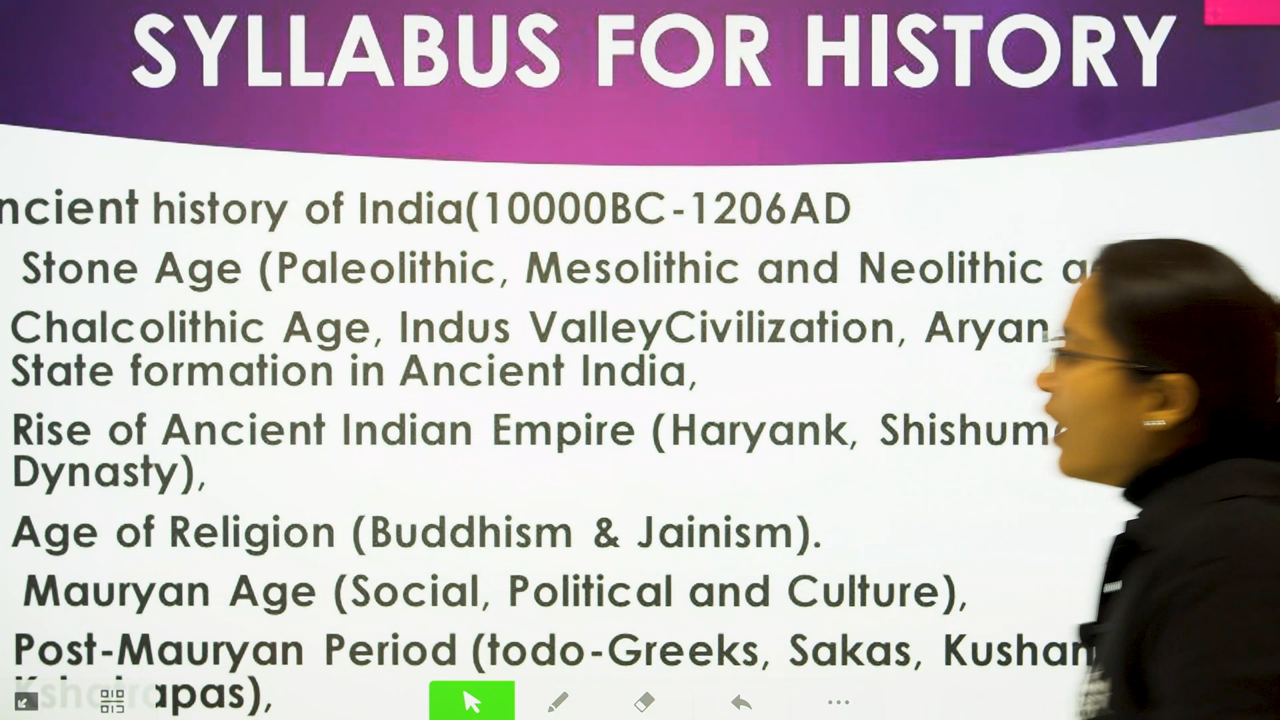 SYLLABUS FOR HISTORY
ncient history of India(10000BC-1206AD
Stone Age (Paleolithic, Mesolithic and Neolithic a
Chalcolithic Age, Indus ValleyCivilization, Aryan
State formation in Ancient India,
Rise of Ancient Indian Empire (Haryank, Shishum
Dynasty),
Age of Religion (Buddhism & Jainism).
Mauryan Age (Social, Political and Culture),
Post-Mauryan Period (todo-Greeks, Sakas, Kushan
Kshatrapas),